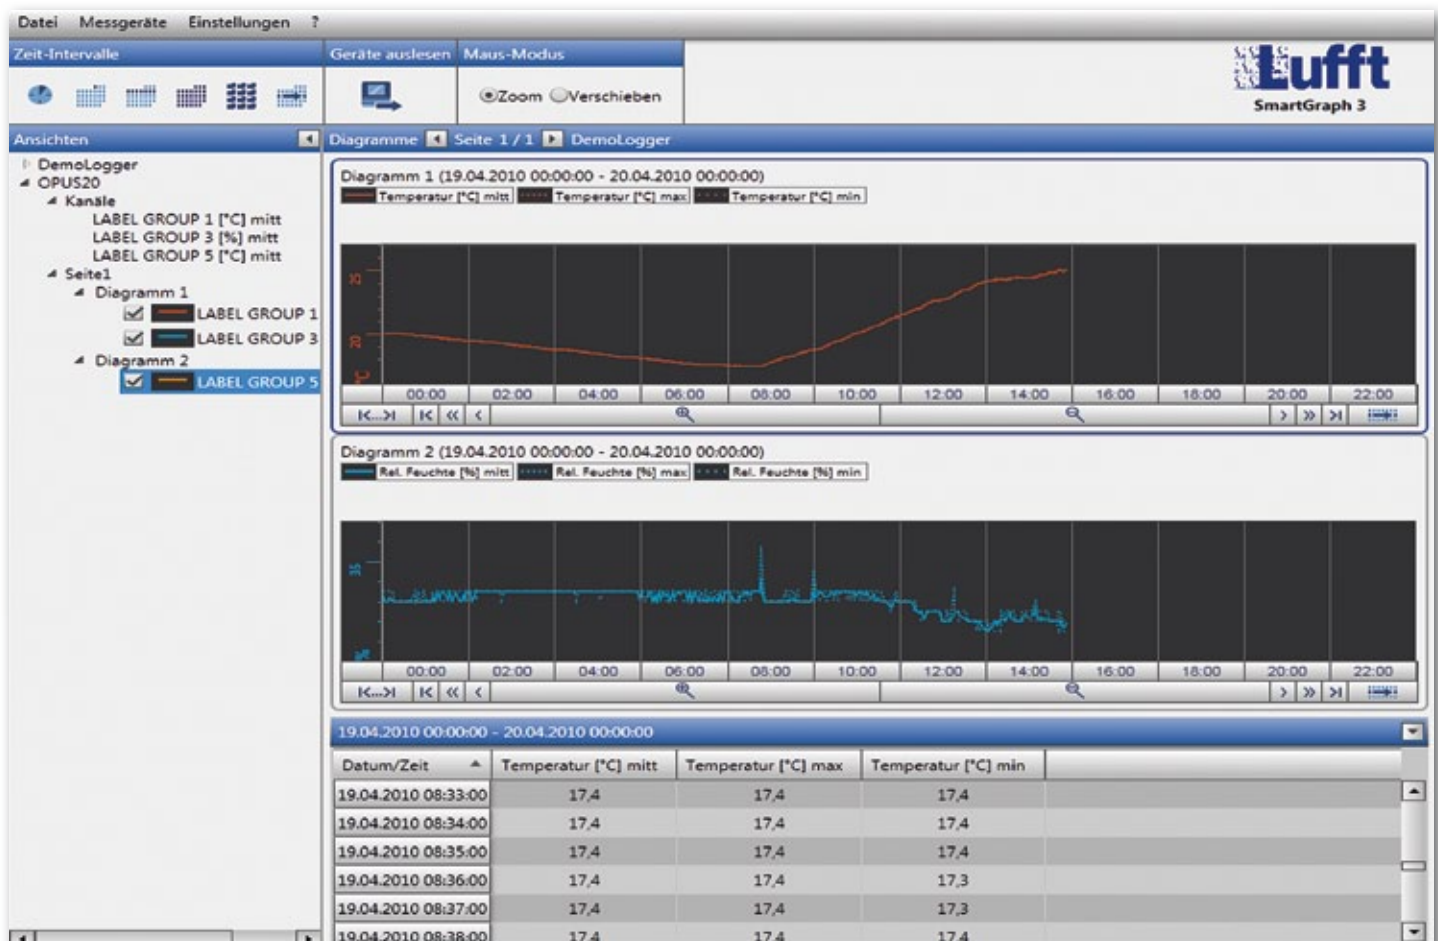 Datei Messgeräte Einstellungen ?
Zeit-Intervalle Geräte auslesen Maus-Modus
Zoom Verschieben
Lufft
SmartGraph 3
Ansichten
DemoLogger
OPUS20
Kanäle
LABEL GROUP 1 [°C] mitt
LABEL GROUP 3 [%] mitt
LABEL GROUP 5 [°C] mitt
Seite1
Diagramm 1
LABEL GROUP 1
LABEL GROUP 3
Diagramm 2
LABEL GROUP 5
Diagramme Seite 1 / 1 DemoLogger
Diagramm 1 (19.04.2010 00:00:00 - 20.04.2010 00:00:00)
Temperatur [°C] mitt Temperatur [°C] max Temperatur [°C] min
25
20
°C
00:00 02:00 04:00 06:00 08:00 10:00 12:00 14:00 16:00 18:00 20:00 22:00
Diagramm 2 (19.04.2010 00:00:00 - 20.04.2010 00:00:00)
Rel. Feuchte [%] mitt Rel. Feuchte [%] max Rel. Feuchte [%] min
35
%
00:00 02:00 04:00 06:00 08:00 10:00 12:00 14:00 16:00 18:00 20:00 22:00
19.04.2010 00:00:00 - 20.04.2010 00:00:00
Datum/Zeit Temperatur [°C] mitt Temperatur [°C] max Temperatur [°C] min
19.04.2010 08:33:00 17,4 17,4 17,4
19.04.2010 08:34:00 17,4 17,4 17,4
19.04.2010 08:35:00 17,4 17,4 17,4
19.04.2010 08:36:00 17,4 17,4 17,3
19.04.2010 08:37:00 17,4 17,4 17,3
19.04.2010 08:38:00 17,4 17,4 17,4